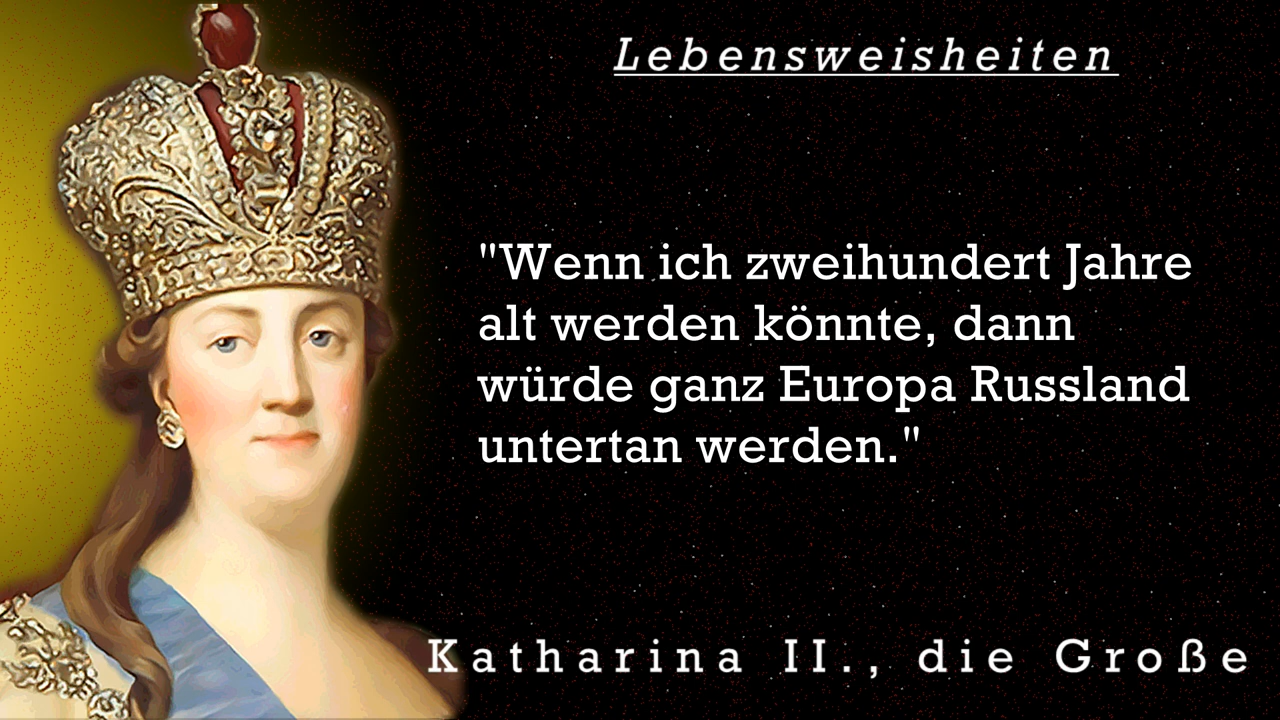 Lebensweisheiten
"Wenn ich zweihundert Jahre
alt werden könnte, dann
würde ganz Europa Russland
untertan werden."
Katharina II., die Große